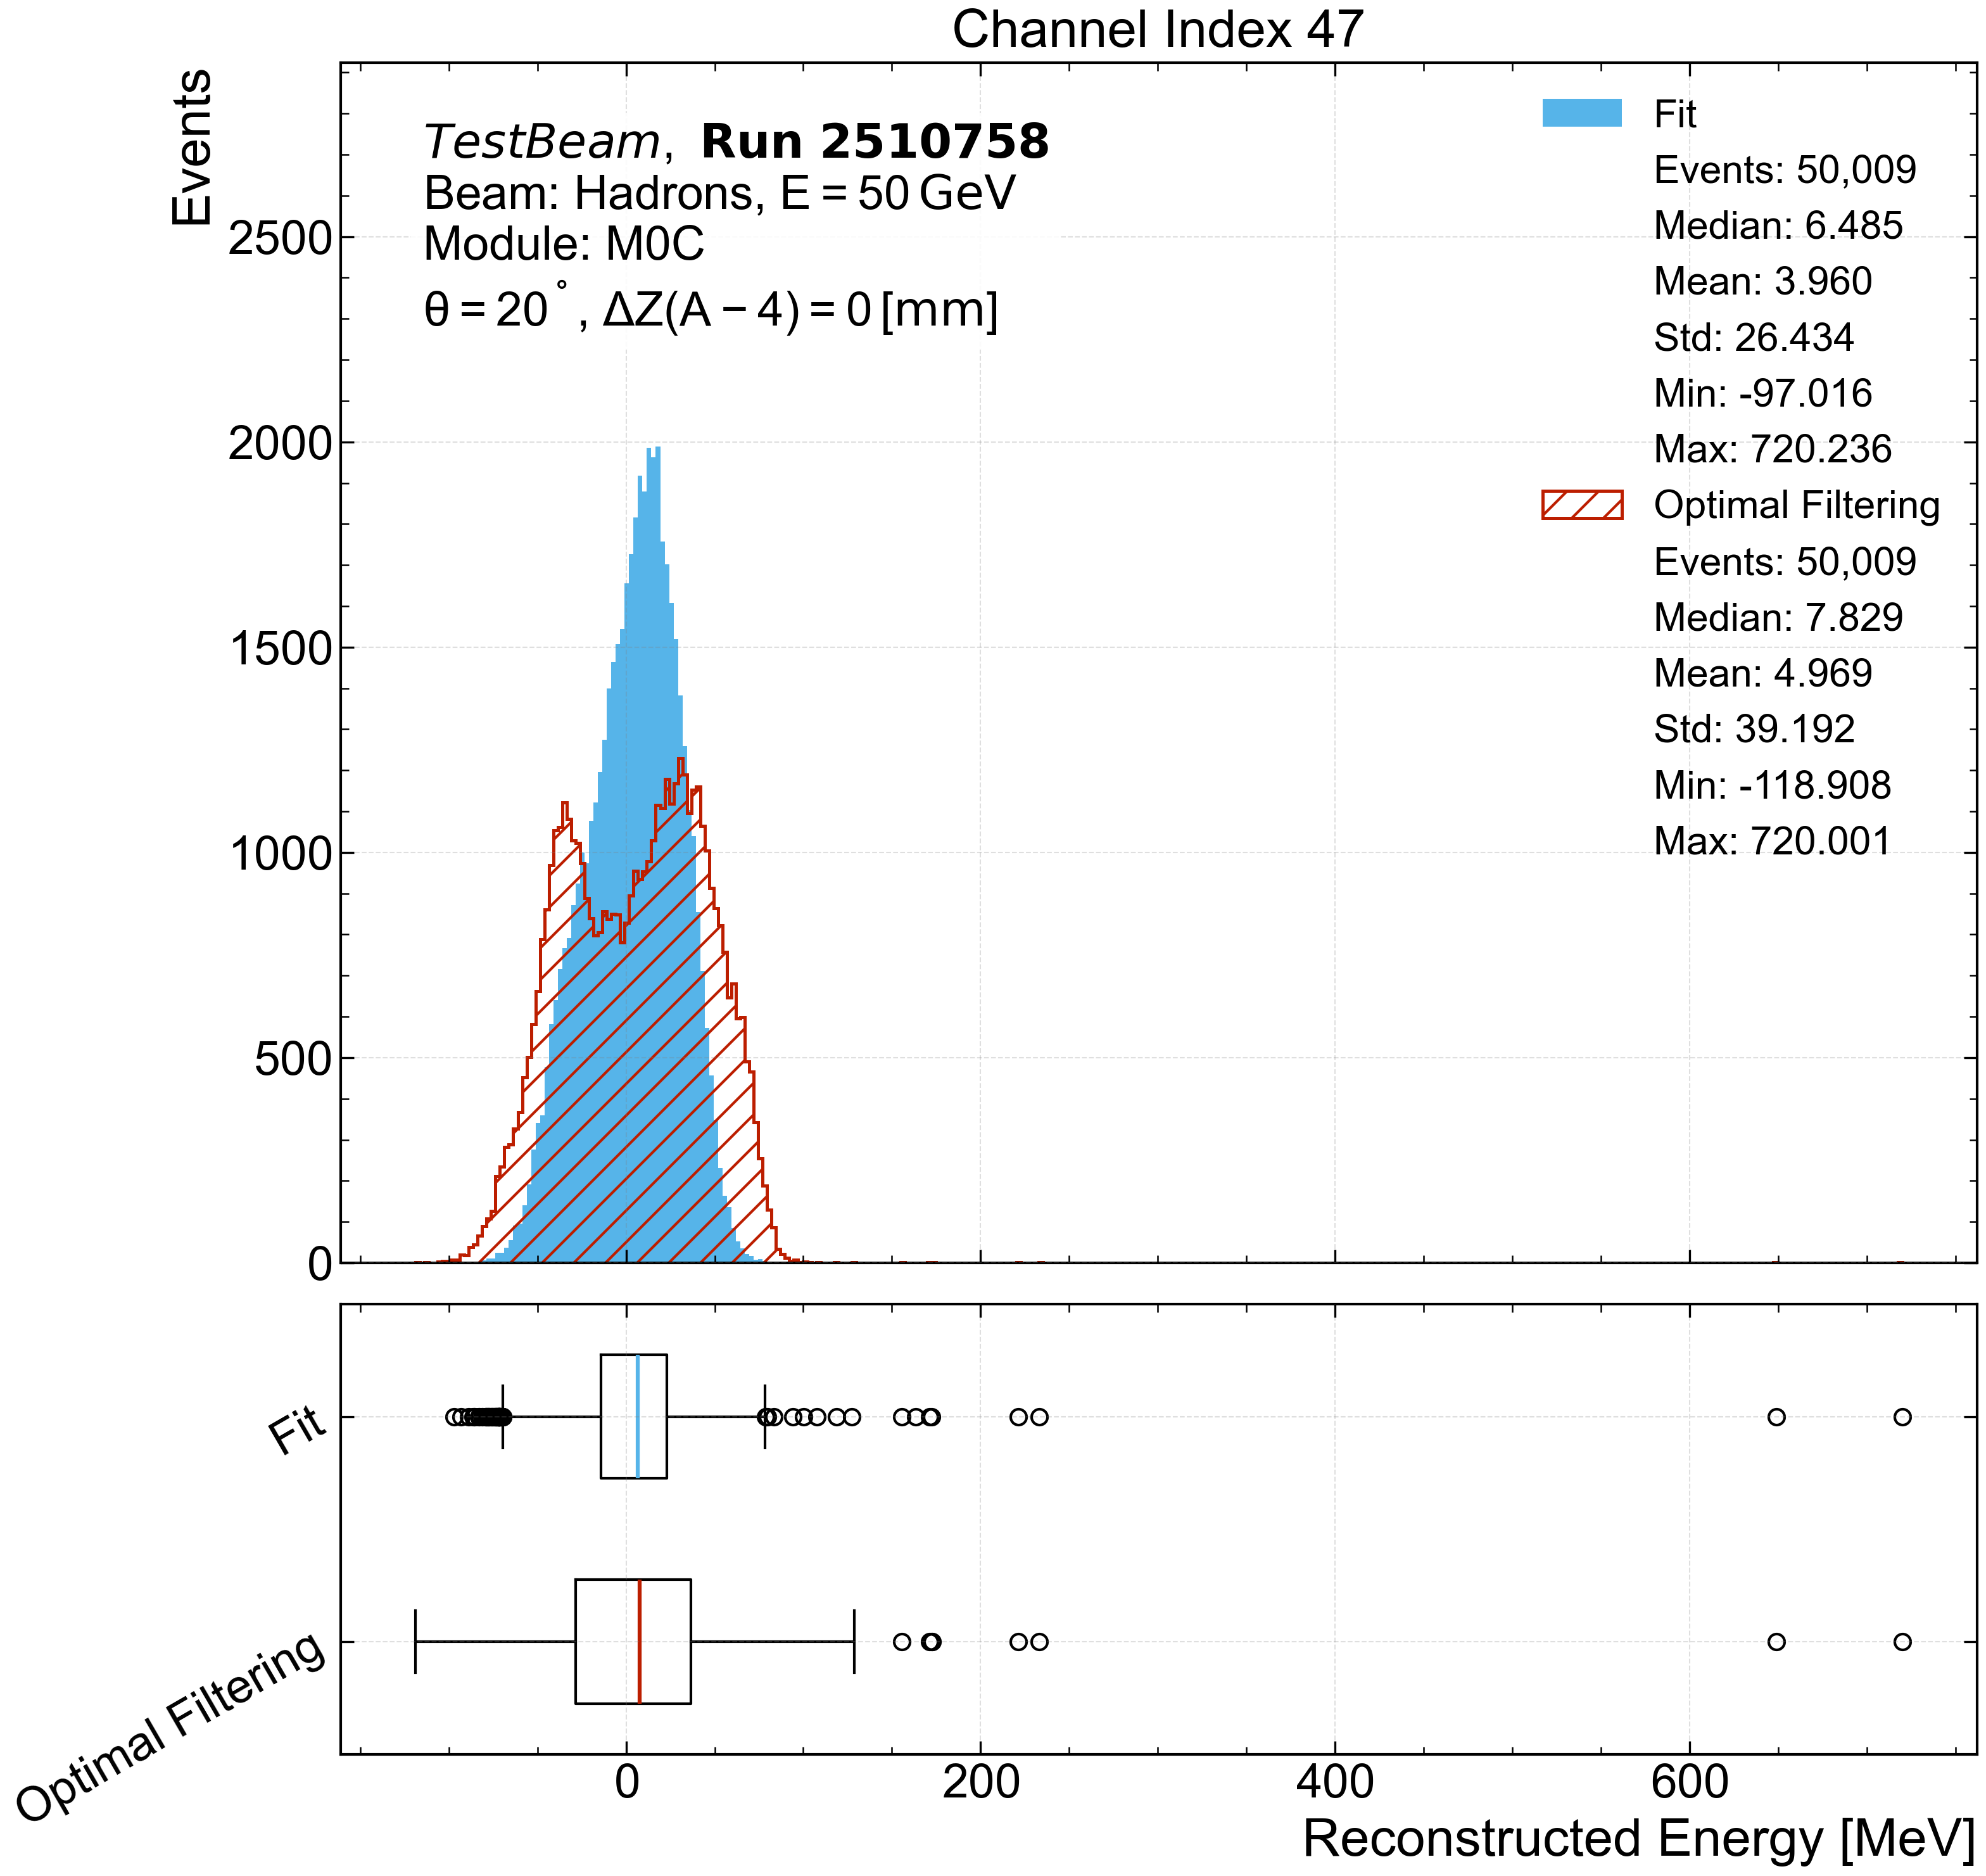 Channel Index 47
Events
TestBeam, Run 2510758
Beam: Hadrons, E = 50 GeV
Module: M0C
θ = 20°, ΔZ(A − 4) = 0 [mm]
Fit
Events: 50,009
Median: 6.485
Mean: 3.960
Std: 26.434
Min: -97.016
Max: 720.236
Optimal Filtering
Events: 50,009
Median: 7.829
Mean: 4.969
Std: 39.192
Min: -118.908
Max: 720.001
2500
2000
1500
1000
500
0
Fit
Optimal Filtering
0 200 400 600
Reconstructed Energy [MeV]